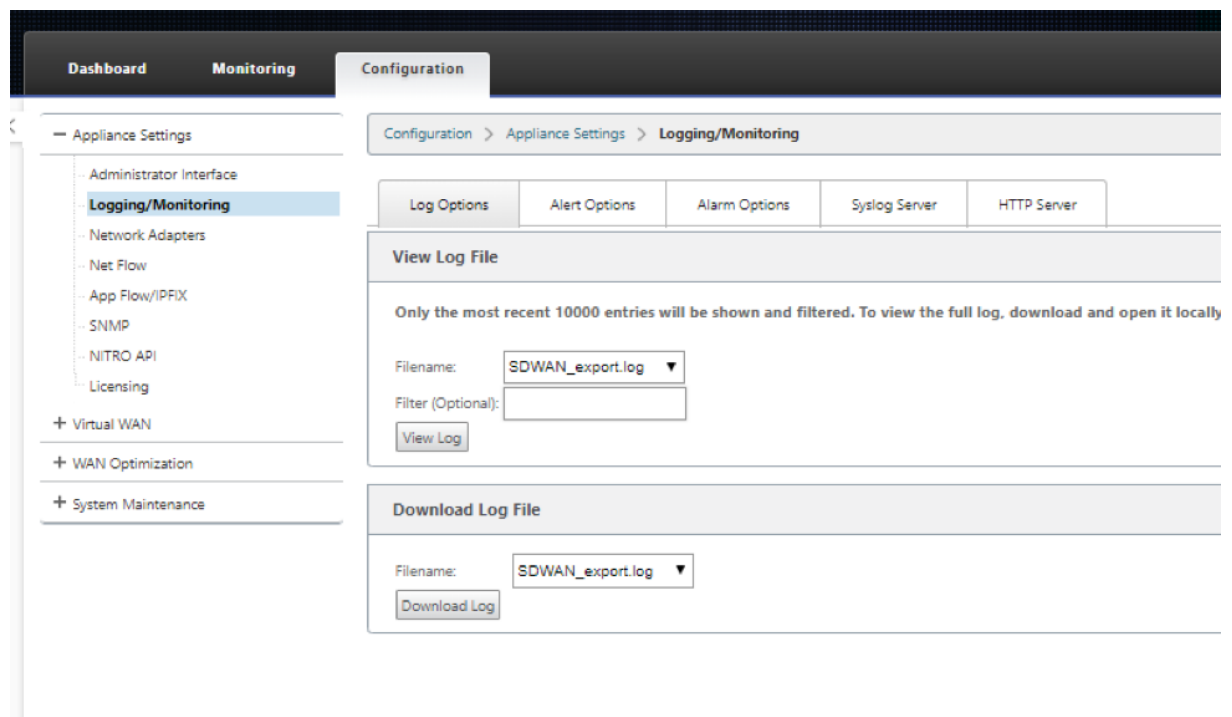 Dashboard Monitoring Configuration
Appliance Settings
Administrator Interface
Logging/Monitoring
Network Adapters
Net Flow
App Flow/IPFIX
SNMP
NITRO API
Licensing
Virtual WAN
WAN Optimization
System Maintenance
Configuration > Appliance Settings > Logging/Monitoring
Log Options Alert Options Alarm Options Syslog Server HTTP Server
View Log File
Only the most recent 10000 entries will be shown and filtered. To view the full log, download and open it locally
Filename: SDWAN_export.log
Filter (Optional):
View Log
Download Log File
Filename: SDWAN_export.log
Download Log